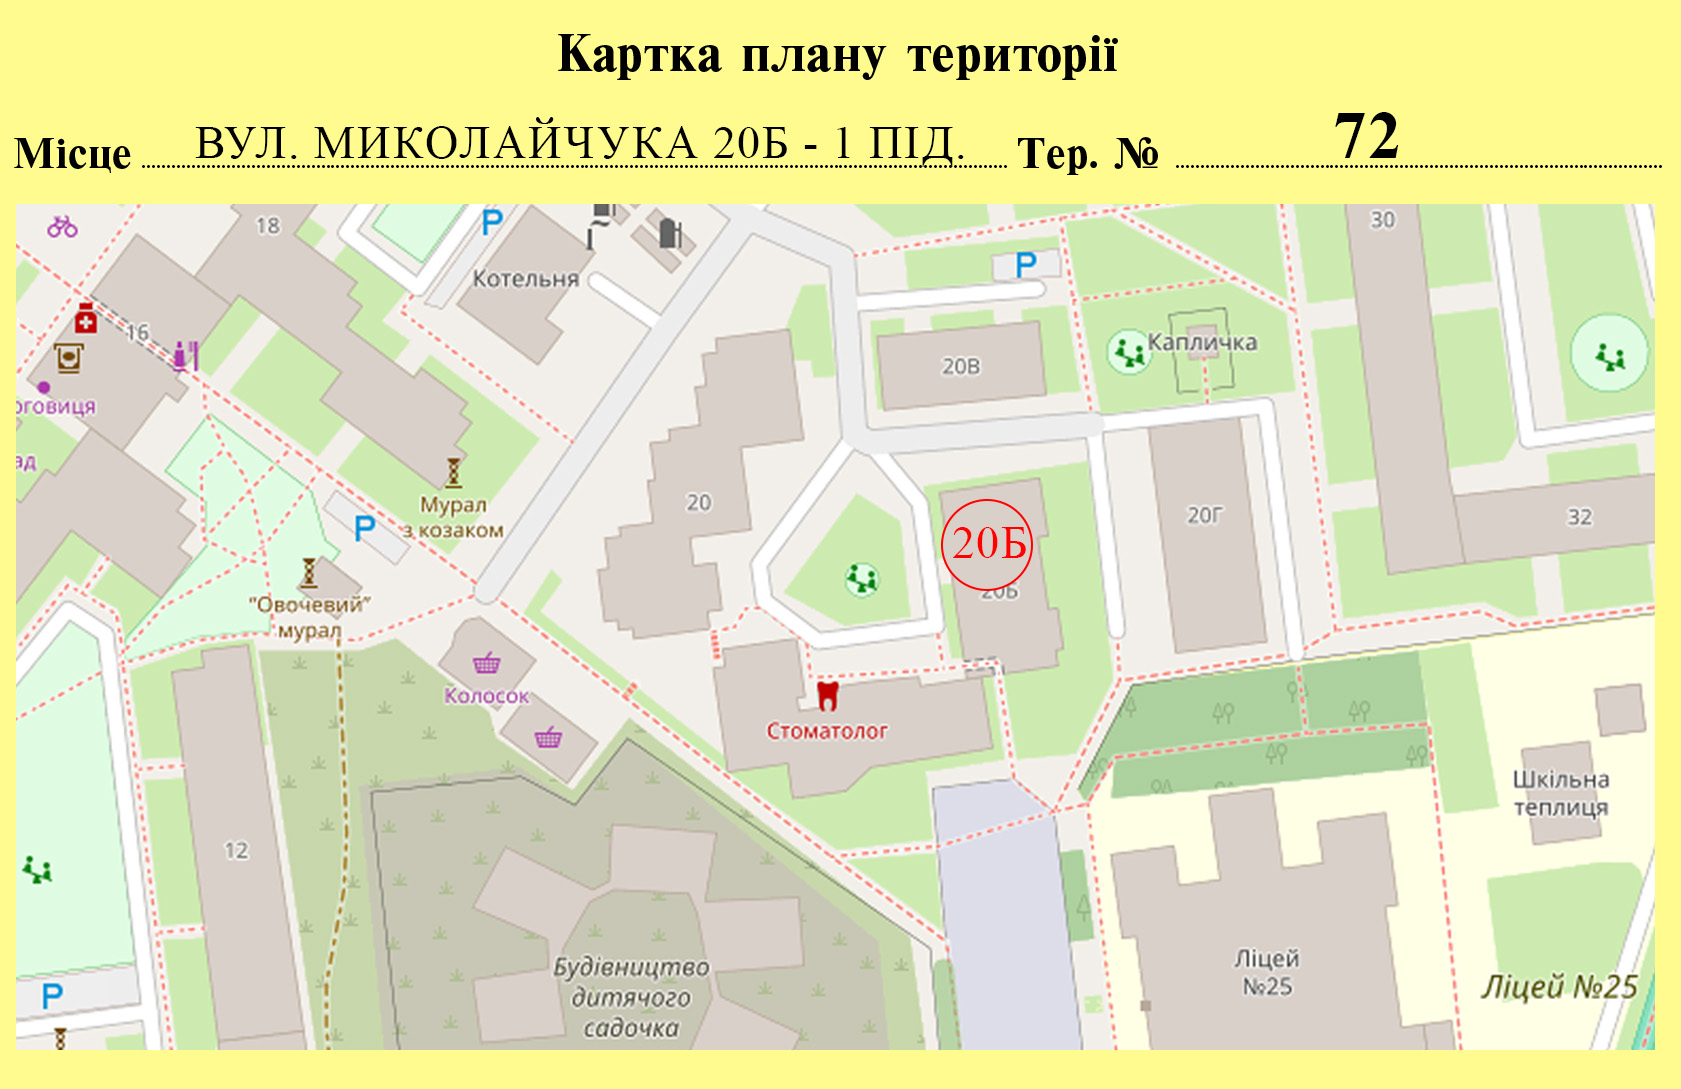 Картка плану території
Місце ВУЛ. МИКОЛАЙЧУКА 20Б - 1 ПІД. Тер. № 72
18
P
30
Котельня
P
16
Капличка
20В
оговиця
ад
20
Мурал
з козаком
P
20Г
32
20Б
20Б
"Овочевий"
мурал
Колосок
Стоматолог
Шкільна
теплиця
12
Ліцей
№25
Ліцей №25
Будівництво
дитячого
садочка
P